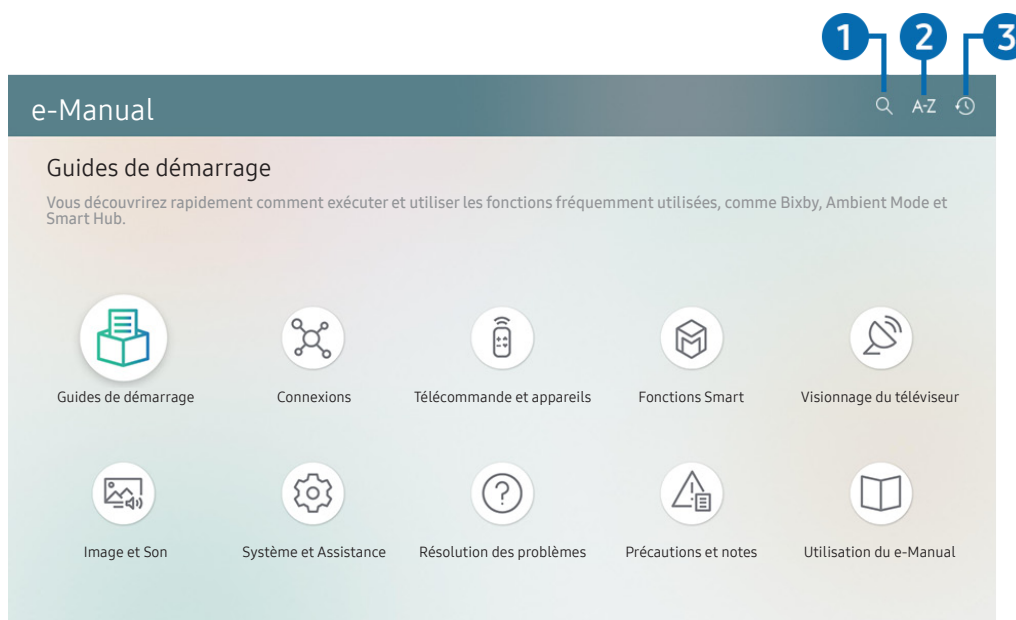 1 2 3
e-Manual A-Z
Guides de démarrage
Vous découvrirez rapidement comment exécuter et utiliser les fonctions fréquemment utilisées, comme Bixby, Ambient Mode et
Smart Hub.
Guides de démarrage Connexions Télécommande et appareils Fonctions Smart Visionnage du téléviseur
Image et Son Système et Assistance Résolution des problèmes Précautions et notes Utilisation du e-Manual